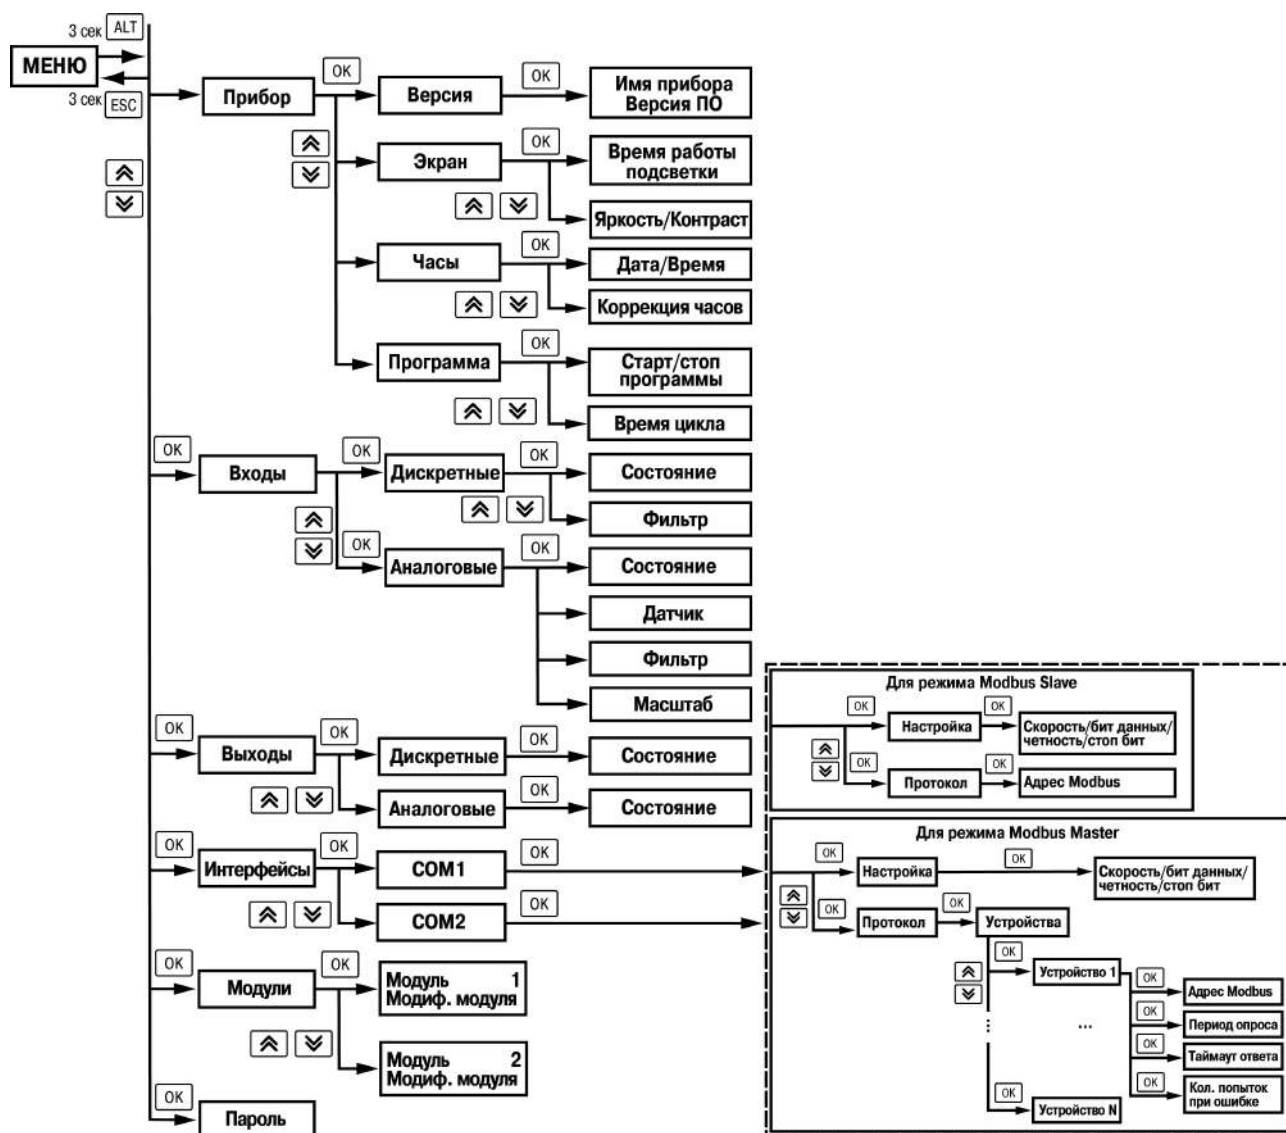 3 сек ALT
МЕНЮ
3 сек ESC
Прибор
OK
Версия
OK
Имя прибора
Версия ПО
Экран
OK
Время работы
подсветки
Яркость/Контраст
Часы
OK
Дата/Время
Коррекция часов
Программа
OK
Старт/стоп
программы
Время цикла
OK
Входы
OK
Дискретные
OK
Состояние
Фильтр
OK
Аналоговые
OK
Состояние
Датчик
Фильтр
Масштаб
OK
Выходы
OK
Дискретные
OK
Состояние
Аналоговые
OK
Состояние
OK
Интерфейсы
OK
COM1
OK
COM2
OK
OK
Модули
OK
Модуль 1
Модиф. модуля
Модуль 2
Модиф. модуля
OK
Пароль
Для режима Modbus Slave
OK
Настройка
OK
Скорость/бит данных/
четность/стоп бит
OK
Протокол
OK
Адрес Modbus
Для режима Modbus Master
OK
Настройка
OK
Скорость/бит данных/
четность/стоп бит
OK
Протокол
OK
Устройства
OK
Устройство 1
OK
Адрес Modbus
OK
Период опроса
...
OK
Таймаут ответа
OK
Кол. попыток
при ошибке
OK
Устройство N